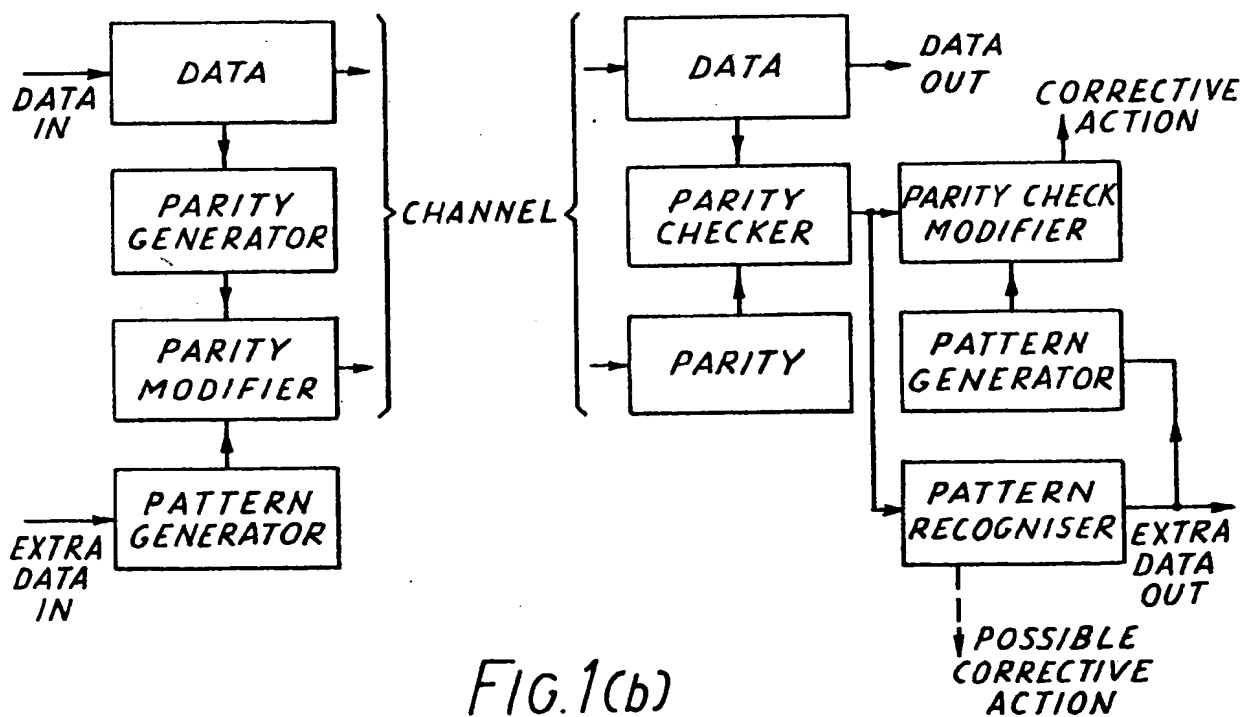 DATA
DATA
IN
PARITY
GENERATOR
PARITY
MODIFIER
PATTERN
GENERATOR
EXTRA
DATA
IN
CHANNEL
DATA
DATA
OUT
CORRECTIVE
ACTION
PARITY
CHECKER
PARITY CHECK
MODIFIER
PARITY
PATTERN
GENERATOR
PATTERN
RECOGNISER
EXTRA
DATA
OUT
POSSIBLE
CORRECTIVE
ACTION
FIG.1(b)